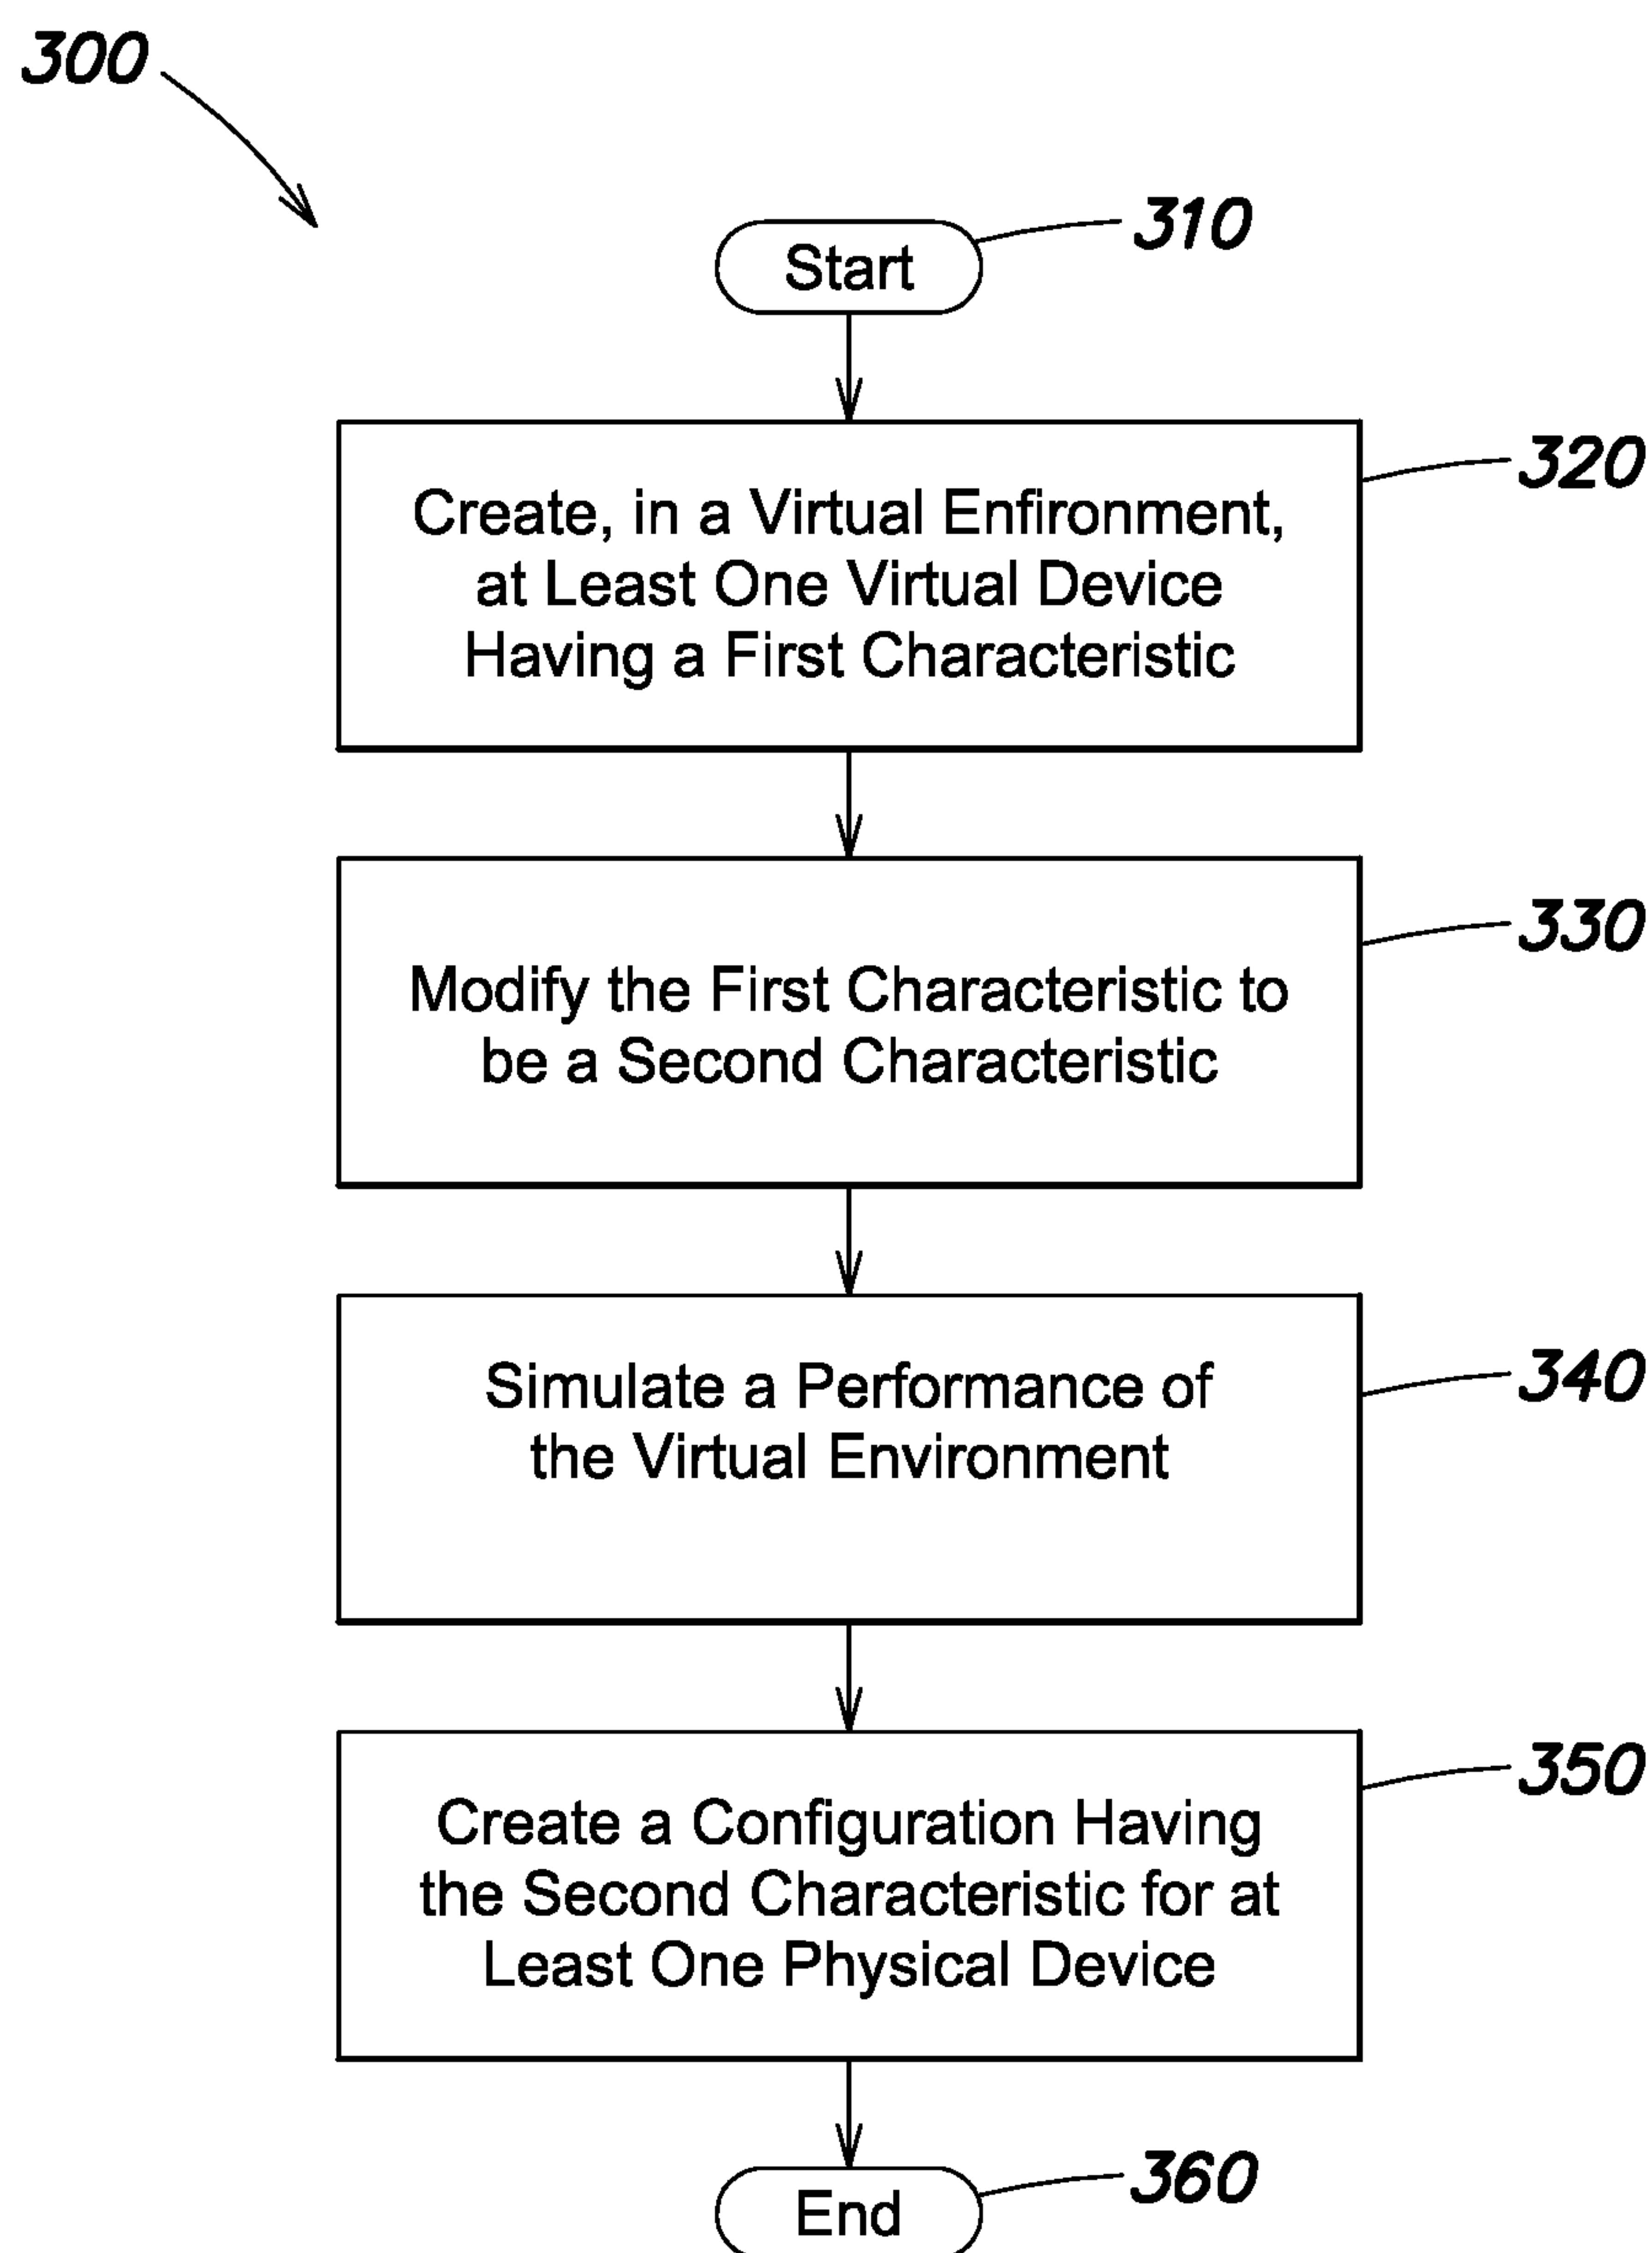 300
310
Start
320
Create, in a Virtual Enfironment,
at Least One Virtual Device
Having a First Characteristic
330
Modify the First Characteristic to
be a Second Characteristic
340
Simulate a Performance of
the Virtual Environment
350
Create a Configuration Having
the Second Characteristic for at
Least One Physical Device
360
End